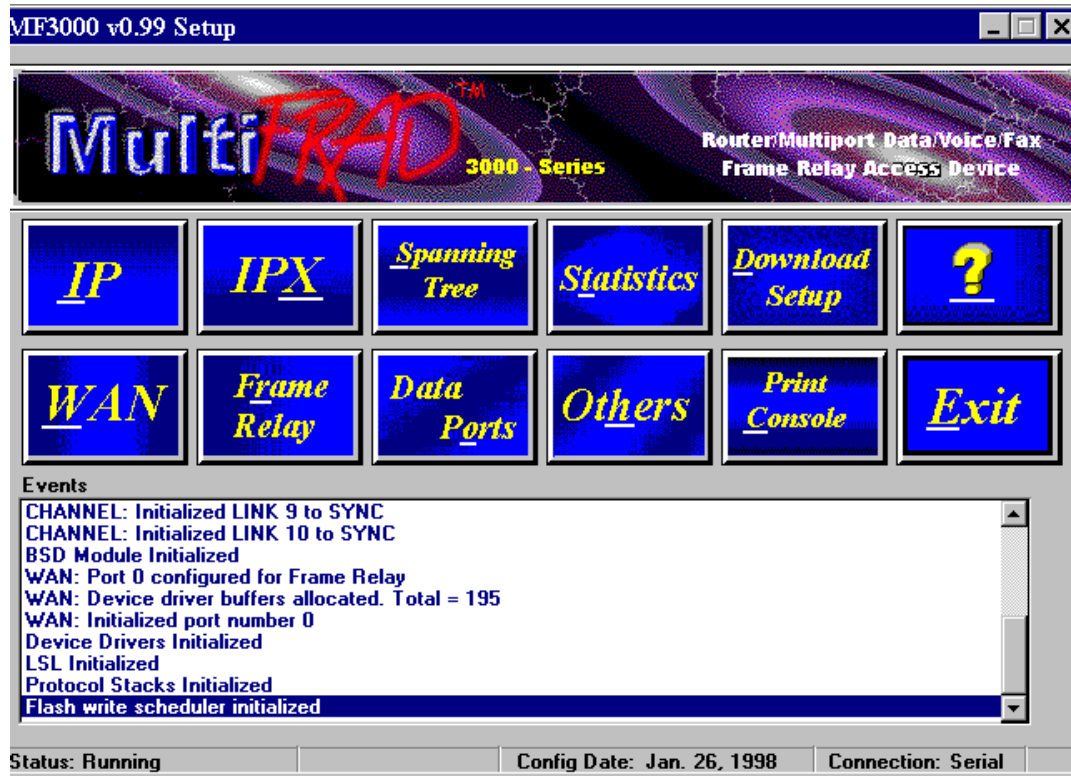 MF3000 v0.99 Setup
MultiFRAD TM
3000 - Series
Router/Multiport Data/Voice/Fax
Frame Relay Access Device
IP
IPX
Spanning
Tree
Statistics
Download
Setup
?
WAN
Frame
Relay
Data
Ports
Others
Print
Console
Exit
Events
CHANNEL: Initialized LINK 9 to SYNC
CHANNEL: Initialized LINK 10 to SYNC
BSD Module Initialized
WAN: Port 0 configured for Frame Relay
WAN: Device driver buffers allocated. Total = 195
WAN: Initialized port number 0
Device Drivers Initialized
LSL Initialized
Protocol Stacks Initialized
Flash write scheduler initialized
Status: Running
Config Date: Jan. 26, 1998
Connection: Serial